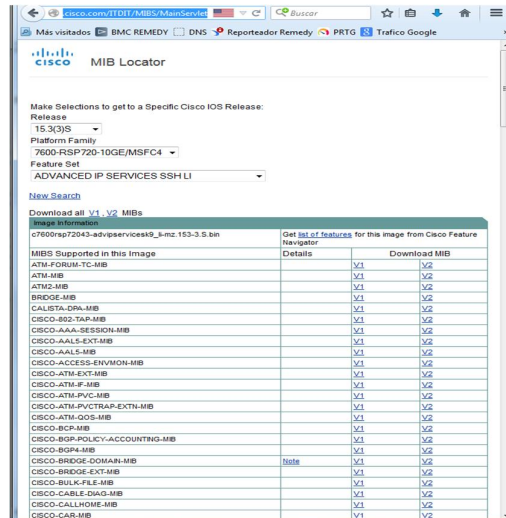 .cisco.com/ITDIT/MIBS/MainServlet
Buscar
Más visitados BMC REMEDY DNS Reporteador Remedy PRTG Trafico Google
CISCO MIB Locator
Make Selections to get to a Specific Cisco IOS Release:
Release
15.3(3)S
Platform Family
7600-RSP720-10GE/MSFC4
Feature Set
ADVANCED IP SERVICES SSH LI
New Search
Download all V1 , V2 MIBs
Image Information
c7600rsp72043-advipservicesk9_li-mz.153-3.S.bin Get list of features for this image from Cisco Feature Navigator
MIBS Supported in this Image Details Download MIB
ATM-FORUM-TC-MIB V1 V2
ATM-MIB V1 V2
ATM2-MIB V1 V2
BRIDGE-MIB V1 V2
CALISTA-DPA-MIB V1 V2
CISCO-802-TAP-MIB V1 V2
CISCO-AAA-SESSION-MIB V1 V2
CISCO-AAL5-EXT-MIB V1 V2
CISCO-AAL5-MIB V1 V2
CISCO-ACCESS-ENVMON-MIB V1 V2
CISCO-ATM-EXT-MIB V1 V2
CISCO-ATM-IF-MIB V1 V2
CISCO-ATM-PVC-MIB V1 V2
CISCO-ATM-PVCTRAP-EXTN-MIB V1 V2
CISCO-ATM-QOS-MIB V1 V2
CISCO-BCP-MIB V1 V2
CISCO-BGP-POLICY-ACCOUNTING-MIB V1 V2
CISCO-BGP4-MIB V1 V2
CISCO-BRIDGE-DOMAIN-MIB Note V1 V2
CISCO-BRIDGE-EXT-MIB V1 V2
CISCO-BULK-FILE-MIB V1 V2
CISCO-CABLE-DIAG-MIB V1 V2
CISCO-CALLHOME-MIB V1 V2
CISCO-CAR-MIB V1 V2